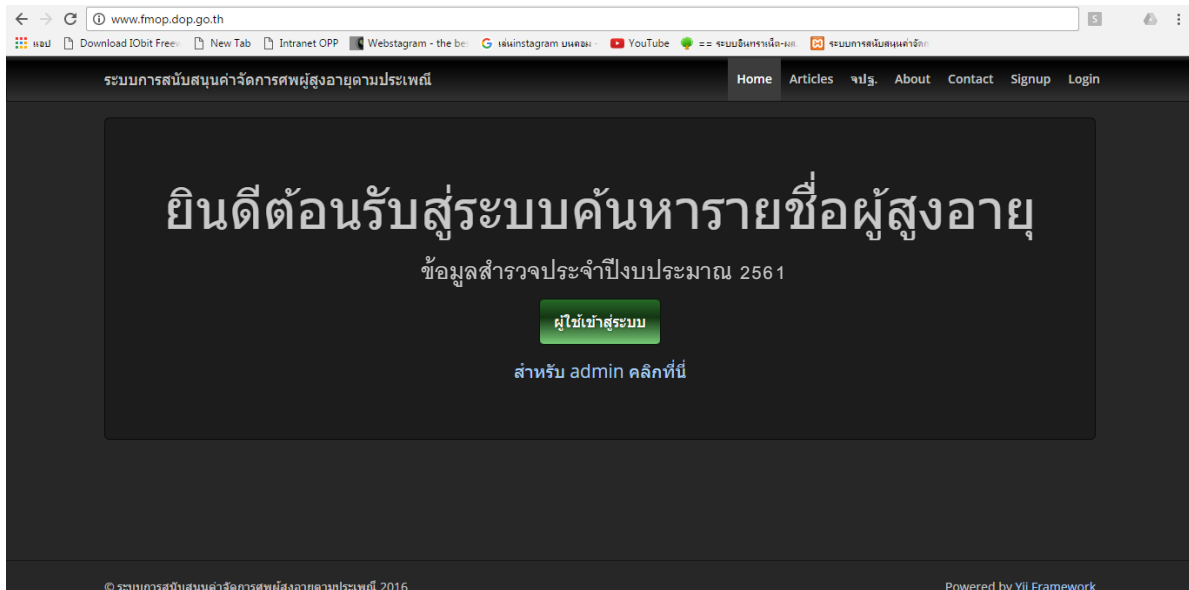 www.fmop.dop.go.th
แอป Download IObit Freew New Tab Intranet OPP Webstagram - the be เล่นinstagram บนคอม - YouTube == ระบบอินทราเน็ต-ผส. ระบบการสนับสนุนค่าจัดก
ระบบการสนับสนุนค่าจัดการศพผู้สูงอายุตามประเพณี Home Articles จปฐ. About Contact Signup Login
ยินดีต้อนรับสู่ระบบค้นหารายชื่อผู้สูงอายุ
ข้อมูลสำรวจประจำปีงบประมาณ 2561
ผู้ใช้เข้าสู่ระบบ
สำหรับ admin คลิกที่นี่
© ระบบการสนับสนุนค่าจัดการศพผู้สูงอายุตามประเพณี 2016 Powered by Yii Framework